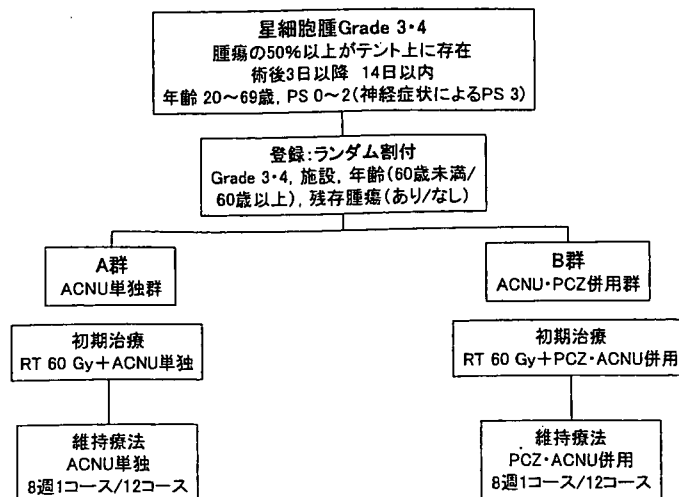 星細胞腫Grade 3・4
腫瘍の50%以上がテント上に存在
術後3日以降 14日以内
年齢 20～69歳, PS 0～2(神経症状によるPS 3)
登録:ランダム割付
Grade 3・4, 施設, 年齢(60歳未満/
60歳以上), 残存腫瘍(あり/なし)
A群
ACNU単独群
B群
ACNU・PCZ併用群
初期治療
RT 60 Gy+ACNU単独
初期治療
RT 60 Gy+PCZ・ACNU併用
維持療法
ACNU単独
8週1コース/12コース
維持療法
PCZ・ACNU併用
8週1コース/12コース